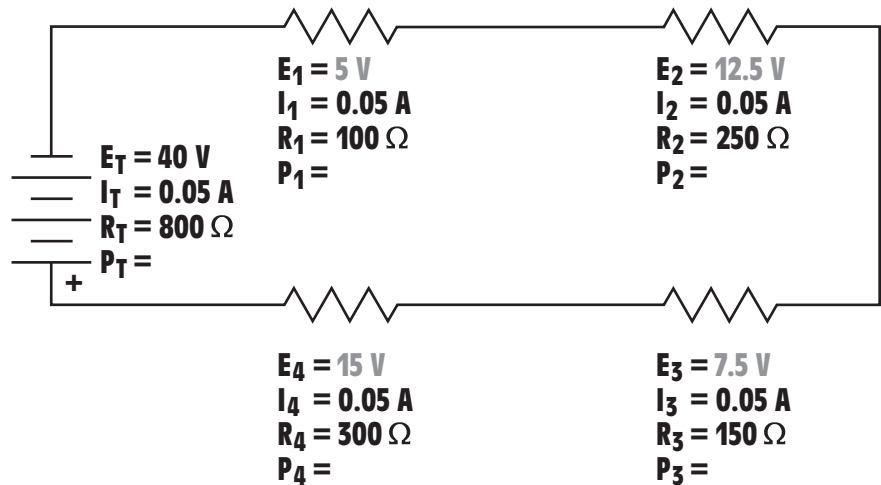 E1 = 5 V
I1 = 0.05 A
R1 = 100 Ω
P1 =
E2 = 12.5 V
I2 = 0.05 A
R2 = 250 Ω
P2 =
ET = 40 V
IT = 0.05 A
RT = 800 Ω
PT =
+
E4 = 15 V
I4 = 0.05 A
R4 = 300 Ω
P4 =
E3 = 7.5 V
I3 = 0.05 A
R3 = 150 Ω
P3 =